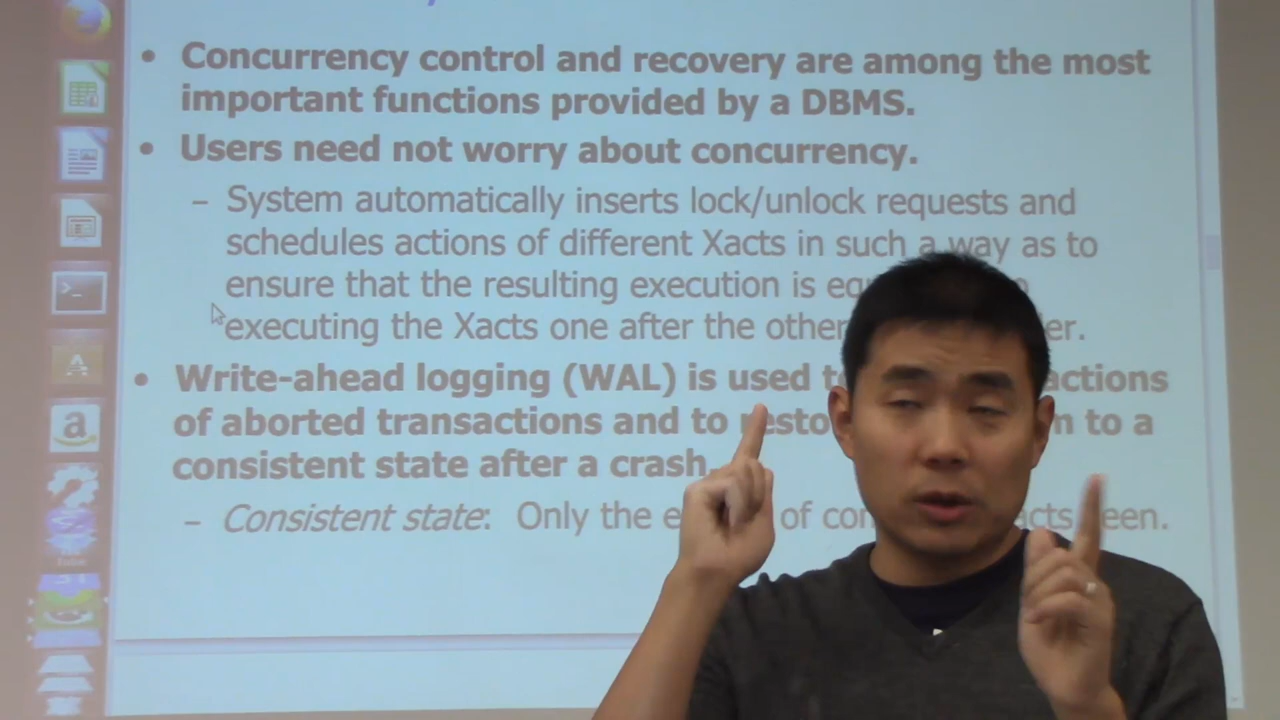 • Concurrency control and recovery are among the most
important functions provided by a DBMS.
• Users need not worry about concurrency.
– System automatically inserts lock/unlock requests and
schedules actions of different Xacts in such a way as to
ensure that the resulting execution is
executing the Xacts one after the other
• Write-ahead logging (WAL) is used
of aborted transactions and to to a
consistent state after a crash.
– Consistent state: Only the of